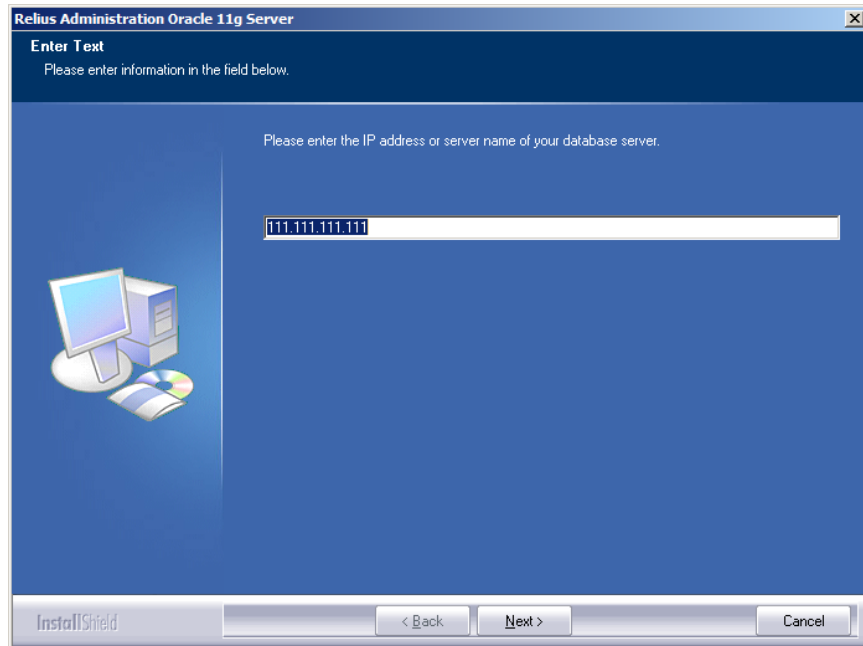 Relius Administration Oracle 11g Server
Enter Text
Please enter information in the field below.
Please enter the IP address or server name of your database server.
111.111.111.111
InstallShield
< Back
Next >
Cancel